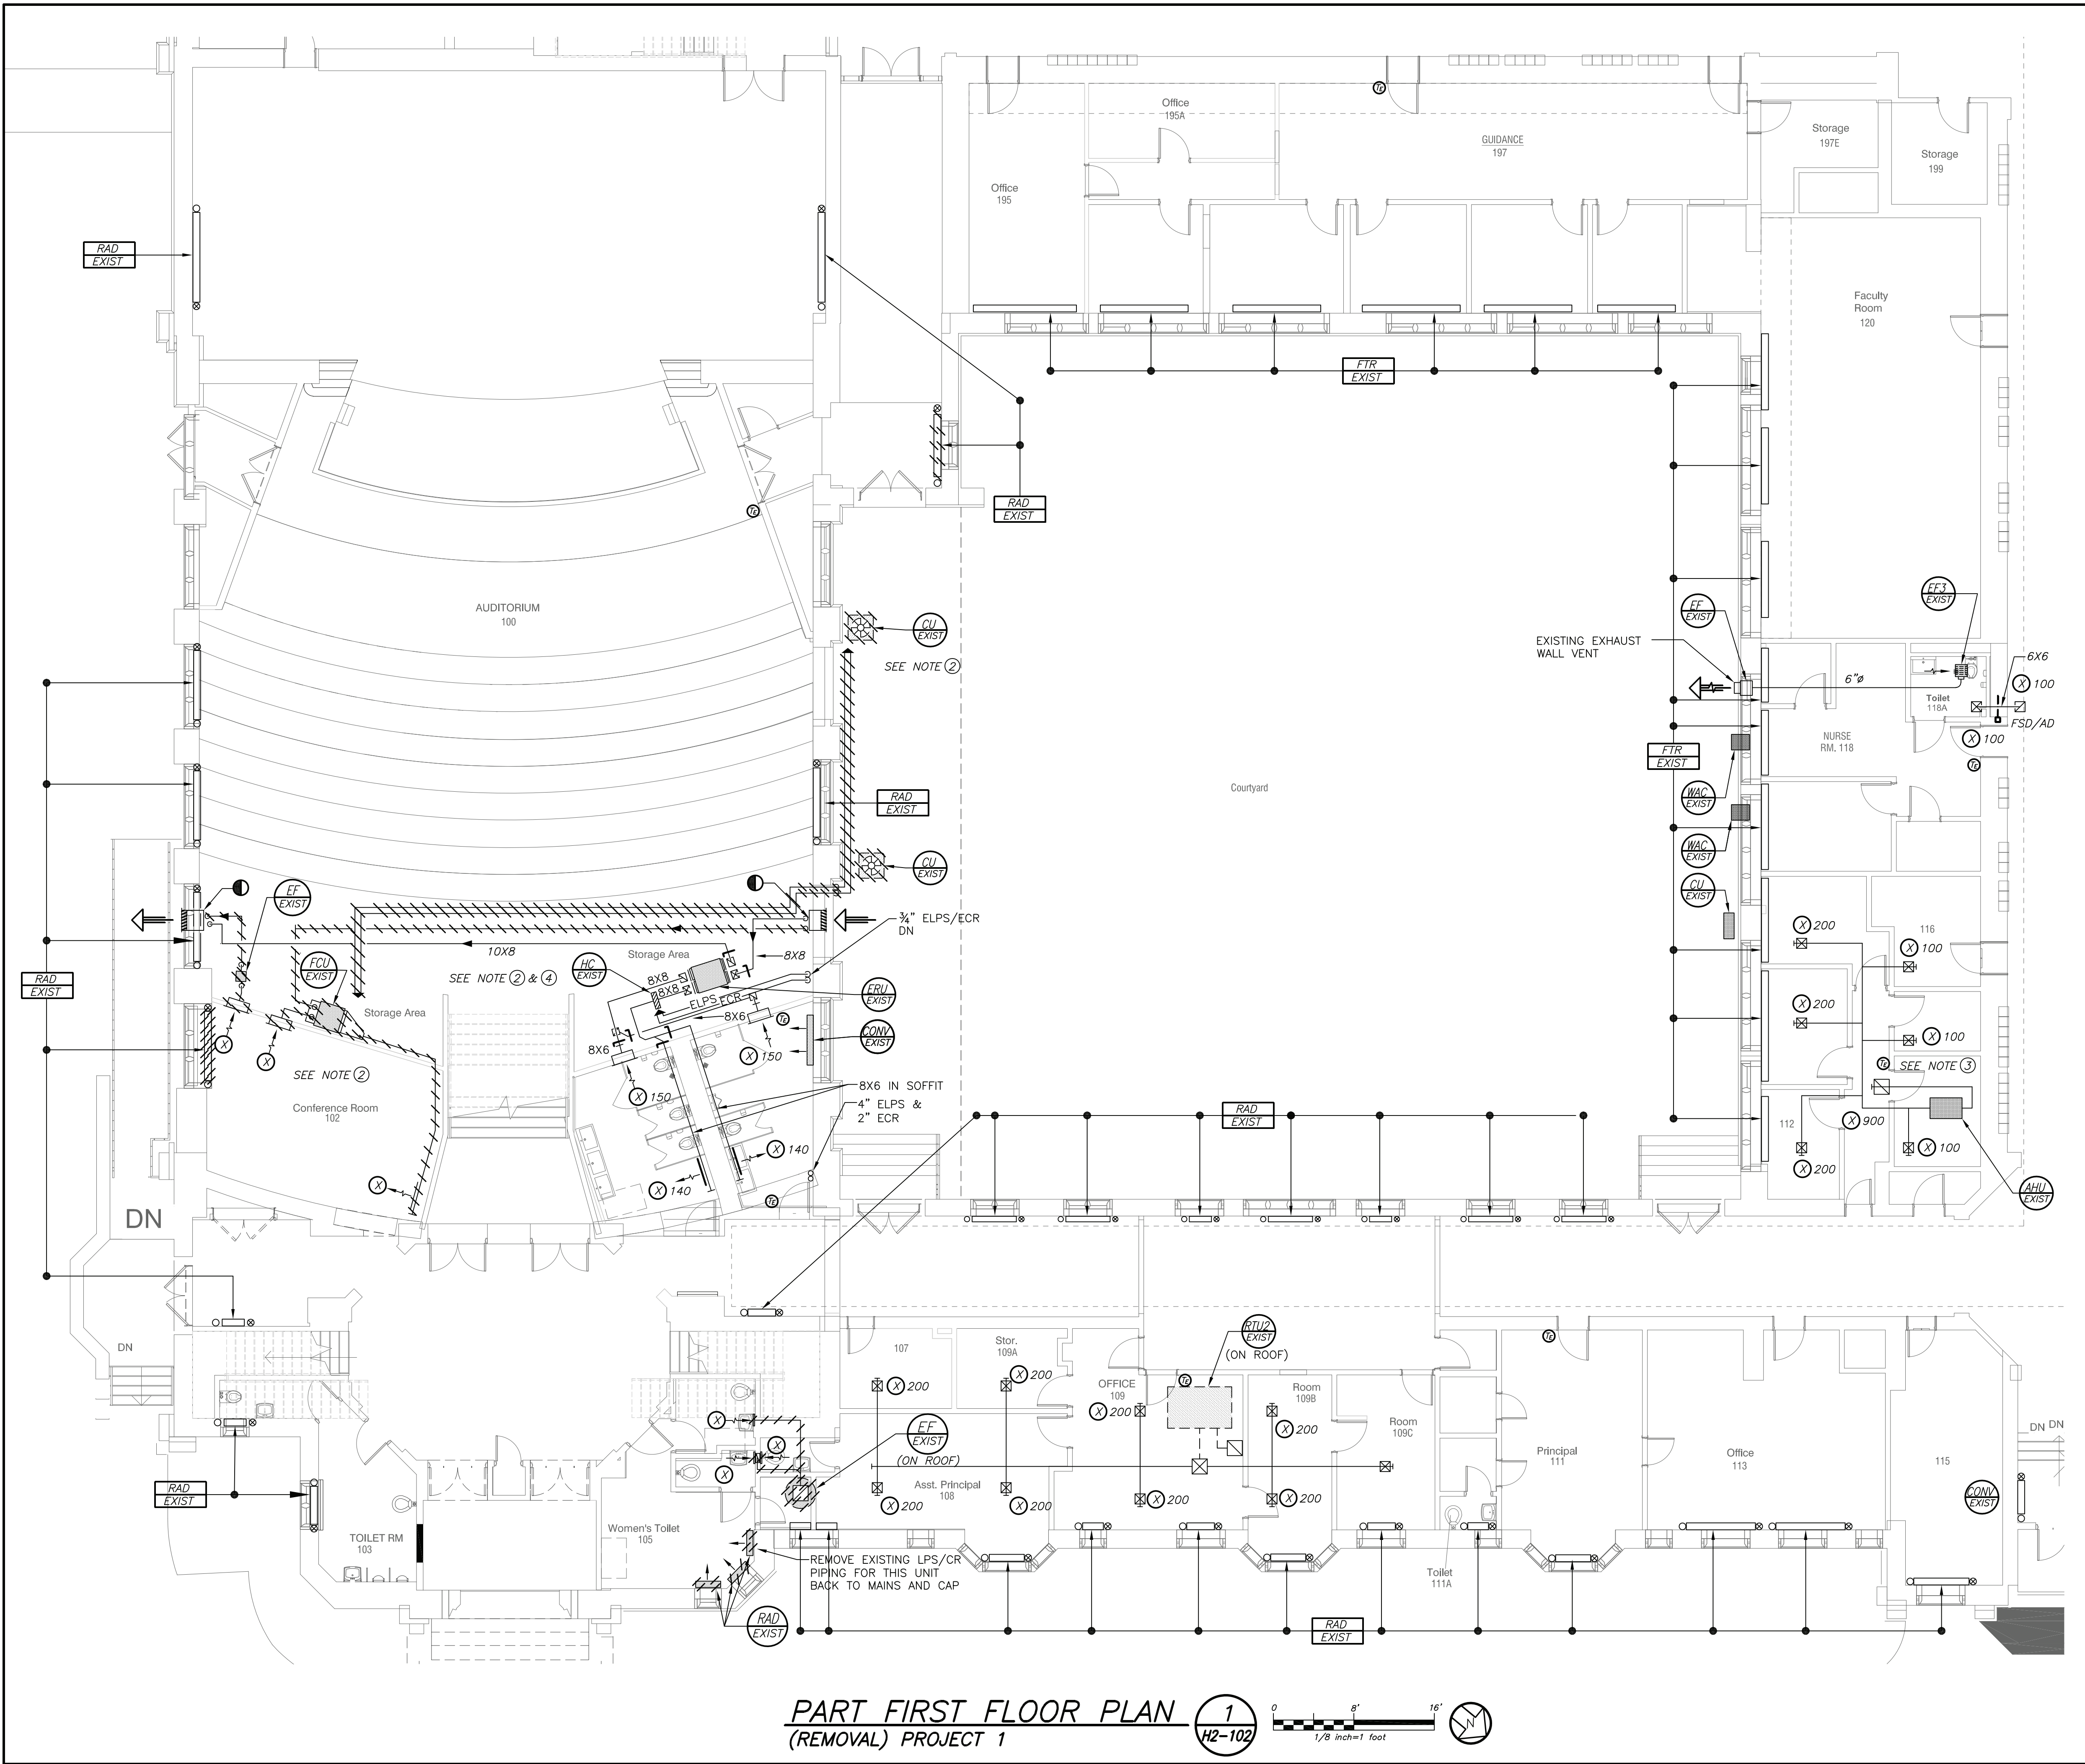 Office
195A
TE
GUIDANCE
197
Storage
197E
Storage
199
Office
195
RAD
EXIST
Faculty
Room
120
FTR
EXIST
RAD
EXIST
TE
AUDITORIUM
100
CU
EXIST
SEE NOTE 2
EF
EXIST
EF3
EXIST
EXISTING EXHAUST
WALL VENT
6"ø
6X6
X 100
Toilet
118A
FSD/AD
NURSE
RM. 118
X 100
TE
FTR
EXIST
WAC
EXIST
Courtyard
RAD
EXIST
WAC
EXIST
CU
EXIST
CU
EXIST
EF
EXIST
¾" ELPS/ECR
DN
X 200
116
X 100
10X8
Storage Area
8X8
FCU
EXIST
SEE NOTE 2 & 4
HC
EXIST
8X8
8X8
ELPS
ECR
ERU
EXIST
RAD
EXIST
Storage Area
8X6
TE
CONV
EXIST
X 200
X 100
X
X
8X6
X 150
SEE NOTE 2
TE
SEE NOTE 3
X 150
8X6 IN SOFFIT
4" ELPS &
2" ECR
Conference Room
102
RAD
EXIST
112
X 900
X 140
X 100
X 200
X
X 140
TE
AHU
EXIST
DN
DN
107
Stor.
109A
RTU2
EXIST
(ON ROOF)
TE
TE
X 200
X 200
OFFICE
109
X 200
Room
109B
X 200
Room
109C
X
X
X
EF
EXIST
(ON ROOF)
Principal
111
Office
113
115
DN
DN
Asst. Principal
108
X 200
X 200
X 200
X 200
RAD
EXIST
CONV
EXIST
TOILET RM
103
Women's Toilet
105
REMOVE EXISTING LPS/CR
PIPING FOR THIS UNIT
BACK TO MAINS AND CAP
Toilet
111A
RAD
EXIST
RAD
EXIST
PART FIRST FLOOR PLAN
(REMOVAL) PROJECT 1
1
H2-102
0 8' 16'
1/8 inch=1 foot
N